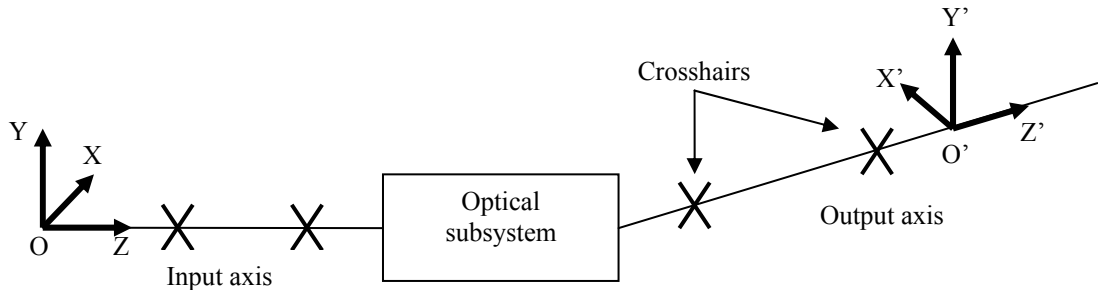 Y'
Crosshairs
X'
Y
X
Z'
O'
Optical
subsystem
Output axis
O
Z
Input axis